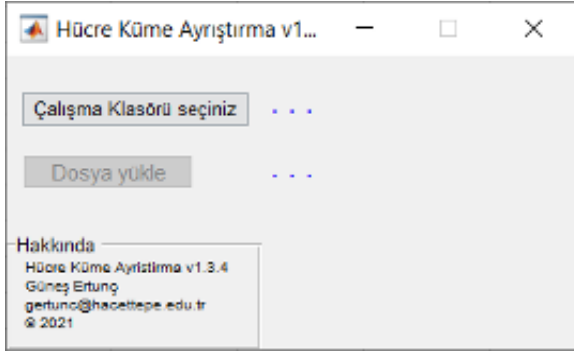 Hücre Küme Ayrıştırma v1...
Çalışma Klasörü seçiniz . . .
Dosya yükle . . .
Hakkında
Hücre Küme Ayristirma v1.3.4
Güneş Ertunç
gertunc@hacettepe.edu.tr
@ 2021